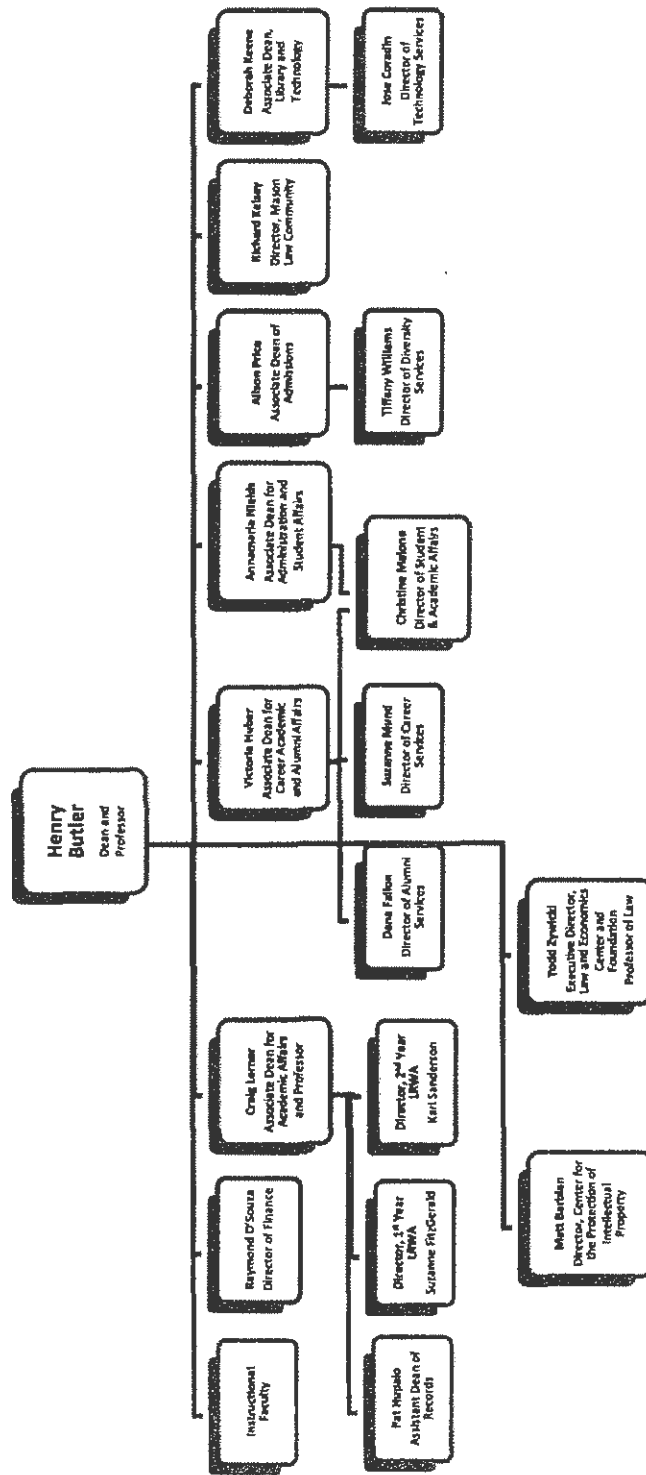 Henry
Butler
Dean and
Professor
Instructional
Faculty
Raymond D'Souza
Director of Finance
Craig Lerner
Associate Dean for
Academic Affairs
and Professor
Victoria Huber
Associate Dean for
Career Academic
and Alumni Affairs
Annamaria
Associate Dean for
Administration and
Student Affairs
Alison Price
Associate Dean of
Admissions
Richard Kelsey
Director, Mason
Law Community
Deborah Keene
Associate Dean,
Library and
Technology
Pat
Assistant Dean of
Records
Director, 1st Year
LRWA
Suzanne FitzGerald
Director, 2nd Year
LRWA
Karl Sanderson
Dana Fallon
Director of Alumni
Services
Suzanne Mund
Director of Career
Services
Christine Malone
Director of Student
& Academic Affairs
Tiffany Williams
Director of Diversity
Services
Jose
Director of
Technology Services
Matt Barblan
Director, Center for
the Protection of
Intellectual
Property
Todd Zywicki
Executive Director,
Law and Economics
Center and
Foundation
Professor of Law